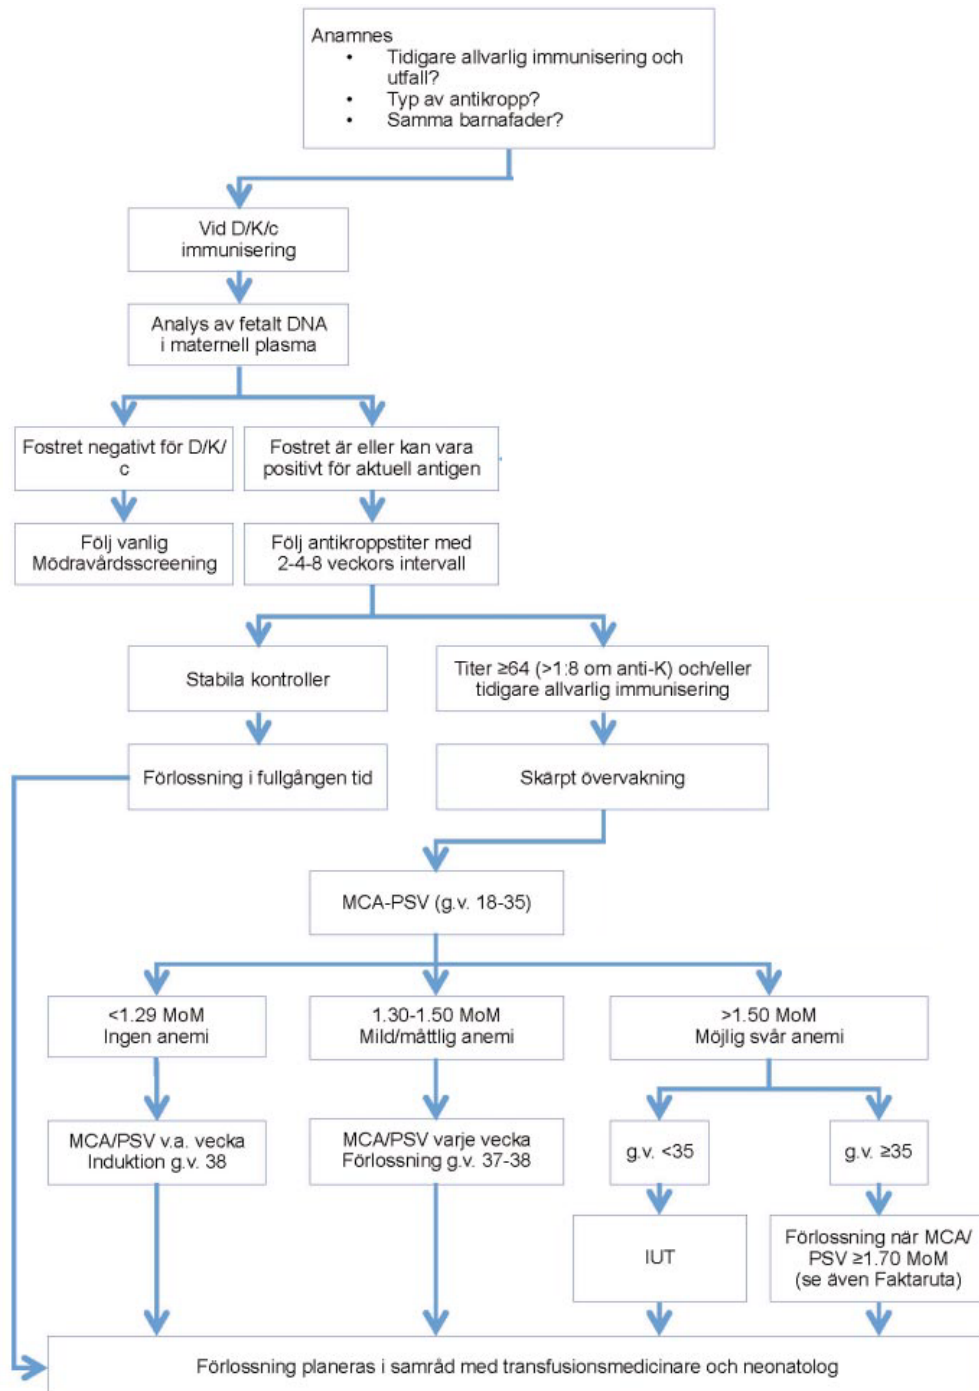 Anamnes
• Tidigare allvarlig immunisering och
utfall?
• Typ av antikropp?
• Samma barnafader?
Vid D/K/c
immunisering
Analys av fetalt DNA
i maternell plasma
Fostret negativt för D/K/
c
Fostret är eller kan vara
positivt för aktuell antigen
Följ vanlig
Mödravårdsscreening
Följ antikroppstiter med
2-4-8 veckors intervall
Stabila kontroller
Titer ≥64 (>1:8 om anti-K) och/eller
tidigare allvarlig immunisering
Förlossning i fullgången tid
Skärpt övervakning
MCA-PSV (g.v. 18-35)
<1.29 MoM
Ingen anemi
1.30-1.50 MoM
Mild/måttlig anemi
>1.50 MoM
Möjlig svår anemi
MCA/PSV v.a. vecka
Induktion g.v. 38
MCA/PSV varje vecka
Förlossning g.v. 37-38
g.v. <35
g.v. ≥35
IUT
Förlossning när MCA/
PSV ≥1.70 MoM
(se även Faktaruta)
Förlossning planeras i samråd med transfusionsmedicinare och neonatolog